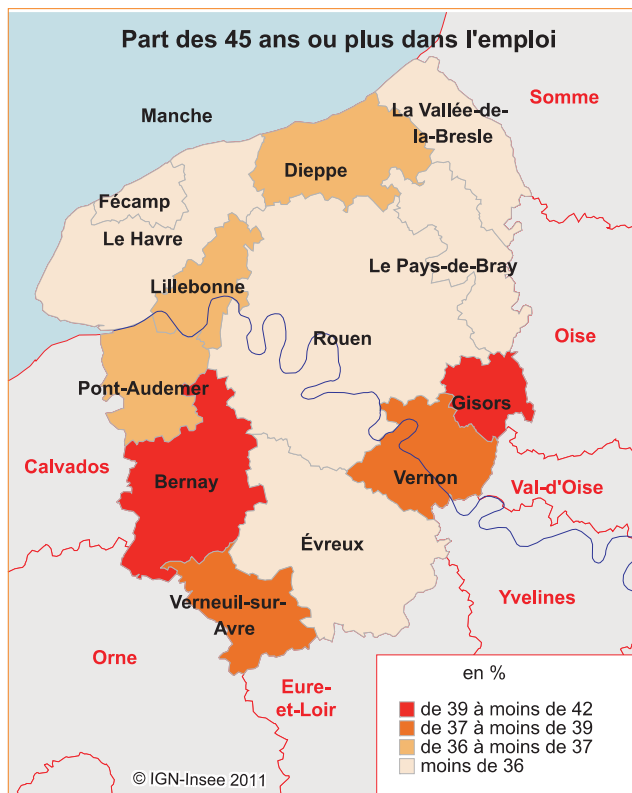 Part des 45 ans ou plus dans l'emploi
Somme
La Vallée-de-
la-Bresle
Manche
Dieppe
Fécamp
Le Havre
Le Pays-de-Bray
Lillebonne
Rouen
Oise
Pont-Audemer
Gisors
Calvados
Bernay
Vernon
Val-d'Oise
Évreux
Yvelines
Verneuil-sur-
Avre
Orne
Eure-
et-Loir
en %
de 39 à moins de 42
de 37 à moins de 39
de 36 à moins de 37
moins de 36
© IGN-Insee 2011